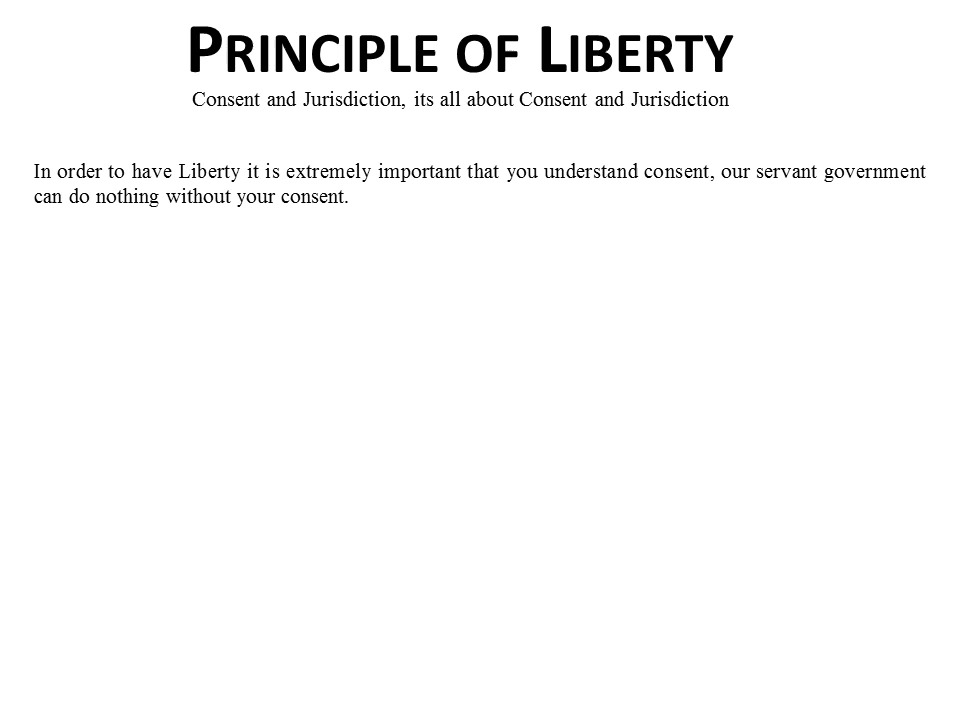 PRINCIPLE OF LIBERTY
Consent and Jurisdiction, its all about Consent and Jurisdiction
In order to have Liberty it is extremely important that you understand consent, our servant government
can do nothing without your consent.